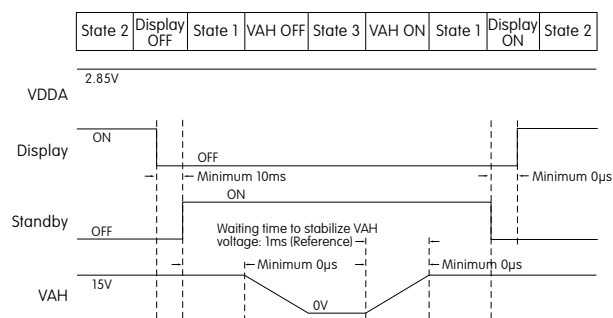 State 2 Display OFF State 1 VAH OFF State 3 VAH ON State 1 Display ON State 2
2.85V
VDDA
ON
Display
OFF
Minimum 10ms
Minimum 0µs
ON
Standby
OFF
Waiting time to stabilize VAH
voltage: 1ms (Reference)
Minimum 0µs
Minimum 0µs
15V
VAH
0V